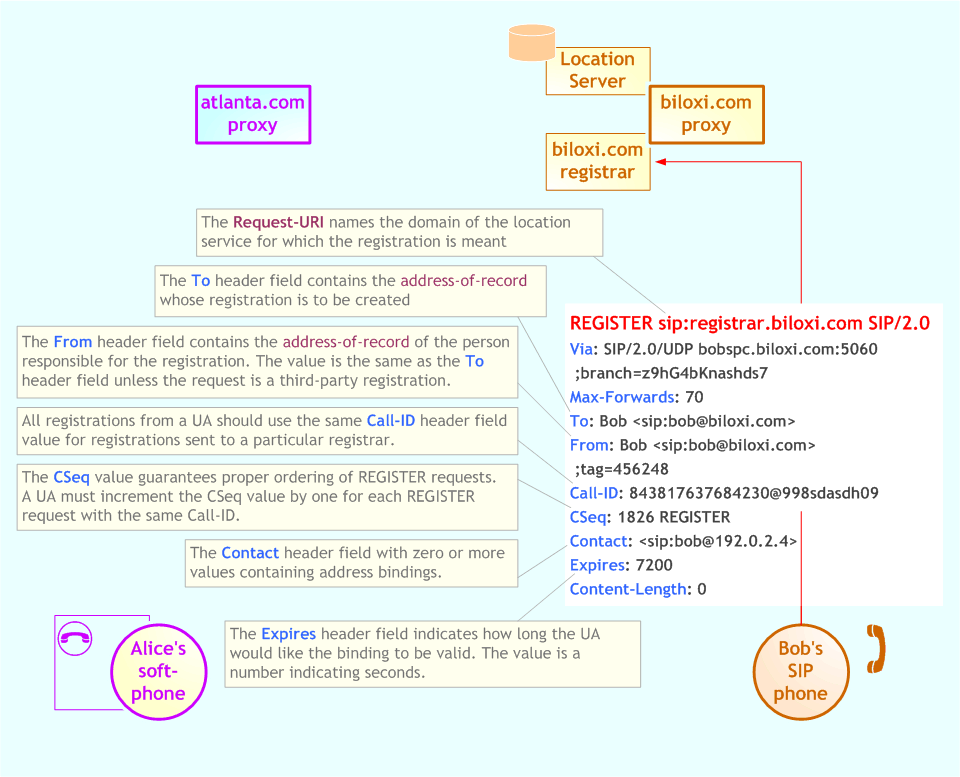 Location
Server
atlanta.com
proxy
biloxi.com
proxy
biloxi.com
registrar
The Request-URI names the domain of the location
service for which the registration is meant
The To header field contains the address-of-record
whose registration is to be created
The From header field contains the address-of-record of the person
responsible for the registration. The value is the same as the To
header field unless the request is a third-party registration.
All registrations from a UA should use the same Call-ID header field
value for registrations sent to a particular registrar.
The CSeq value guarantees proper ordering of REGISTER requests.
A UA must increment the CSeq value by one for each REGISTER
request with the same Call-ID.
The Contact header field with zero or more
values containing address bindings.
The Expires header field indicates how long the UA
would like the binding to be valid. The value is a
number indicating seconds.
REGISTER sip:registrar.biloxi.com SIP/2.0
Via: SIP/2.0/UDP bobspc.biloxi.com:5060
;branch=z9hG4bKnashds7
Max-Forwards: 70
To: Bob <sip:bob@biloxi.com>
From: Bob <sip:bob@biloxi.com>
;tag=456248
Call-ID: 843817637684230@998sdasdh09
CSeq: 1826 REGISTER
Contact: <sip:bob@192.0.2.4>
Expires: 7200
Content-Length: 0
Alice's
soft-
phone
Bob's
SIP
phone